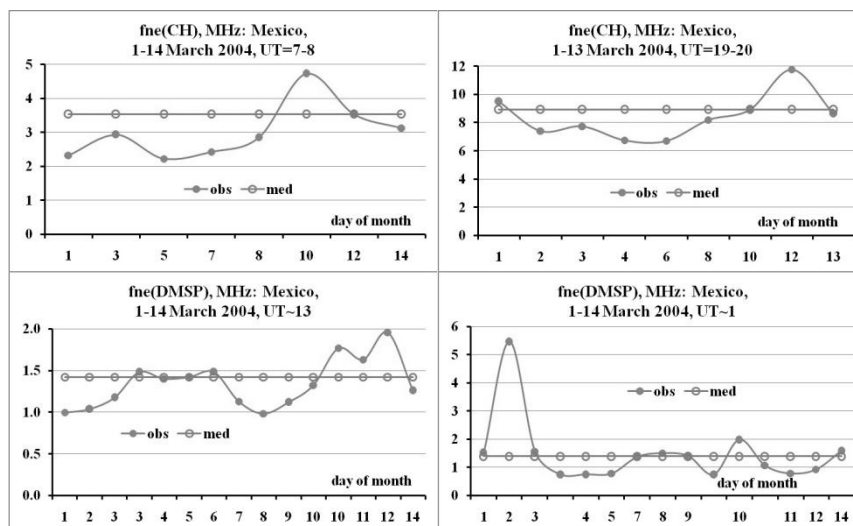 fne(CH), MHz: Mexico,
1-14 March 2004, UT=7-8
5
4
3
2
1
0
obs med
day of month
1 3 5 7 8 10 12 14
fne(CH), MHz: Mexico,
1-13 March 2004, UT=19-20
12
10
8
6
4
2
0
obs med
day of month
1 2 3 4 6 8 10 12 13
fne(DMSP), MHz: Mexico,
1-14 March 2004, UT~13
2.0
1.5
1.0
0.5
0.0
obs med
day of month
1 2 3 3 4 5 6 7 8 9 10 10 11 12 14
fne(DMSP), MHz: Mexico,
1-14 March 2004, UT~1
6
5
4
3
2
1
0
obs med
day of month
1 2 3 4 5 7 8 9 10 11 12 14